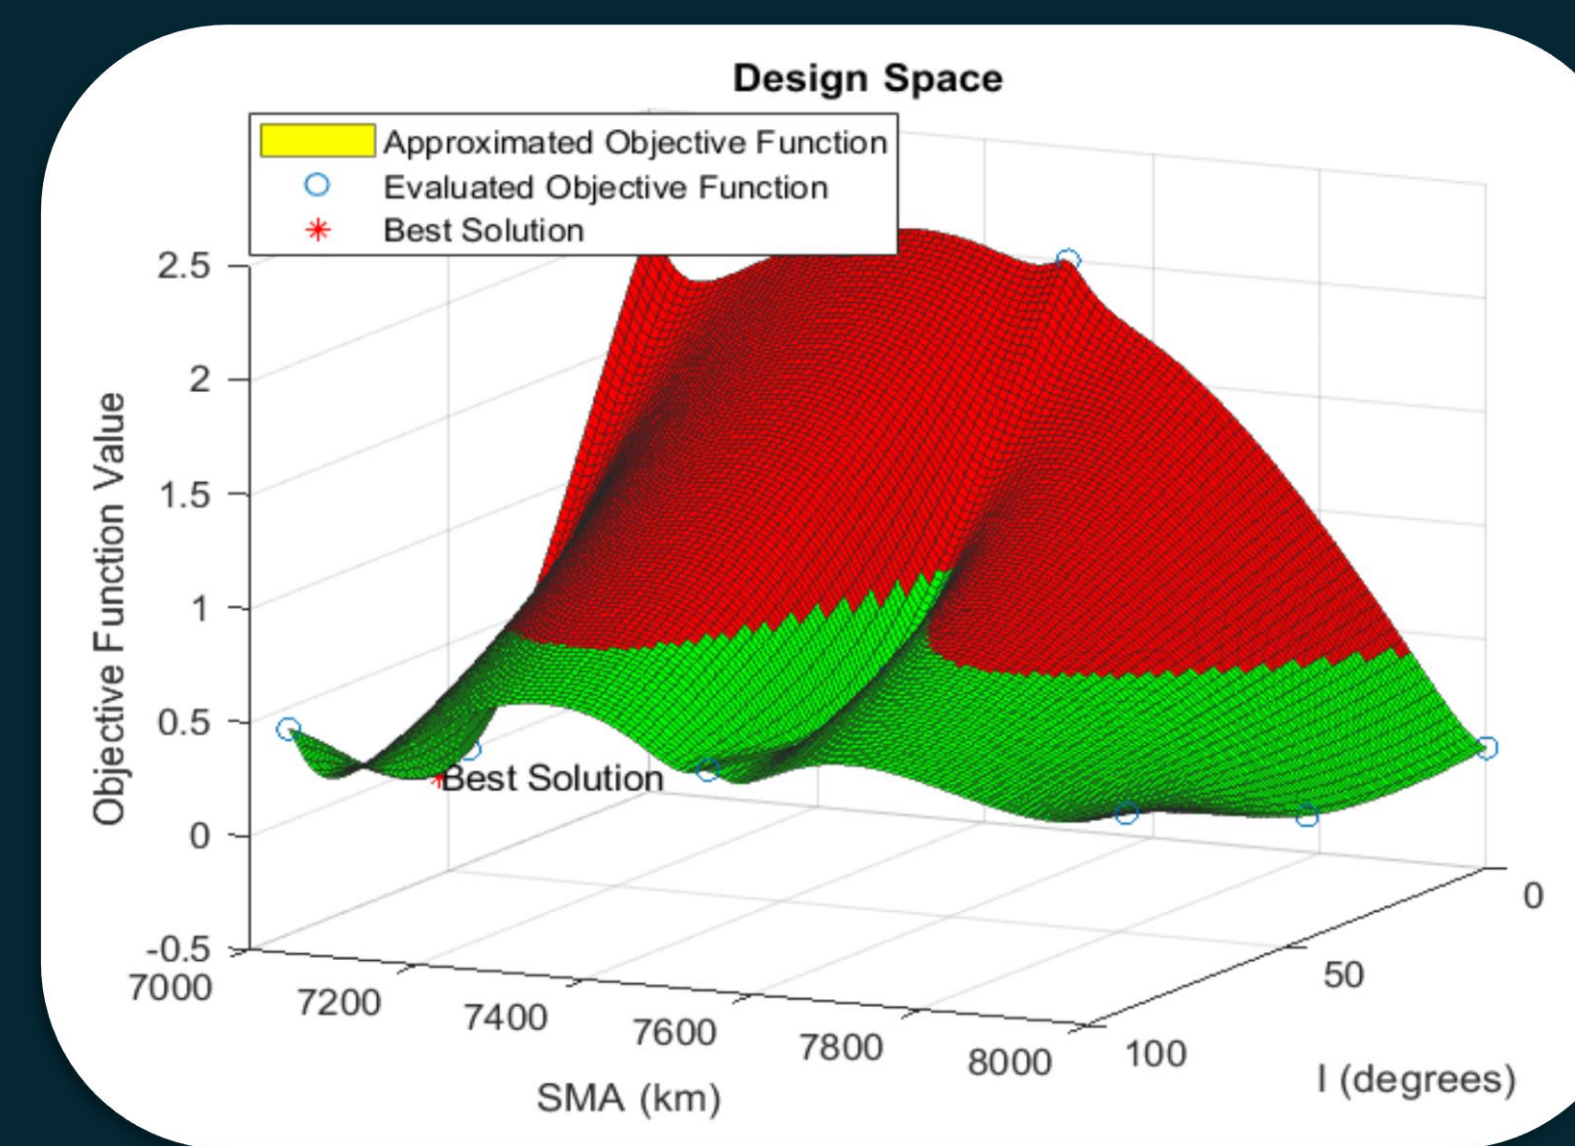 Design Space
Approximated Objective Function
Evaluated Objective Function
Best Solution
2.5
2
1.5
1
0.5
0
-0.5
Objective Function Value
Best Solution
7000
7200
7400
7600
7800
8000
SMA (km)
0
50
100
I (degrees)